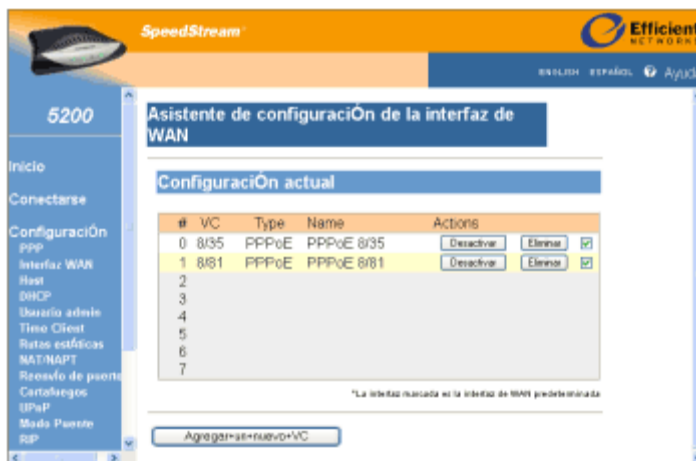 SpeedStream
Efficient
NETWORKS
ENGLISH ESPAÑOL ? Ayuda
5200
Asistente de configuraciÓn de la interfaz de
WAN
Inicio
Conectarse
ConfiguraciÓn
PPP
Interfaz WAN
Host
DHCP
Usuario admin
Time Client
Rutas estÁticas
NAT/NAPT
Reenvío de puerto
Cortafuegos
UPnP
Modo Puente
RIP
ConfiguraciÓn actual
# VC Type Name Actions
0 8/35 PPPoE PPPoE 8/35 Desactivar Eliminar
1 8/81 PPPoE PPPoE 8/81 Desactivar Eliminar
2
3
4
5
6
7
*La interfaz marcada es la interfaz de WAN predeterminada
Agregar+un+nuevo+VC